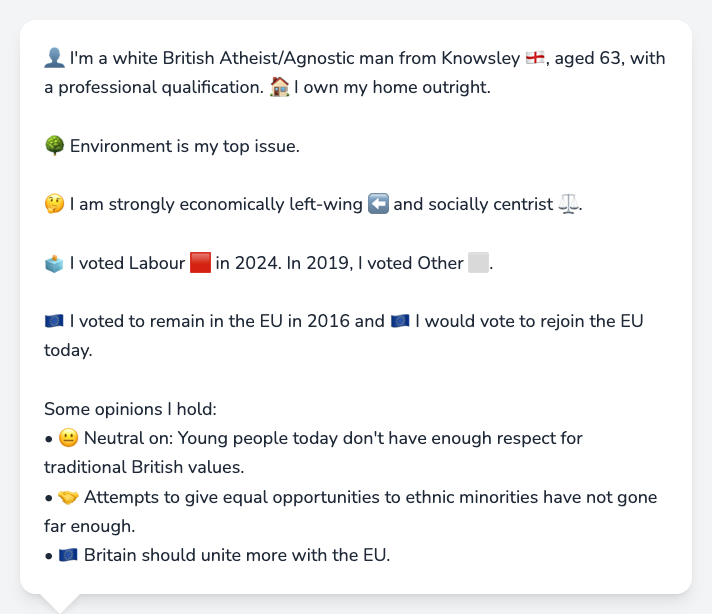 👤 I'm a white British Atheist/Agnostic man from Knowsley 🏴󠁧󠁢󠁥󠁮󠁧󠁿, aged 63, with
a professional qualification. 🏠 I own my home outright.
🌳 Environment is my top issue.
🤔 I am strongly economically left-wing ⬅️ and socially centrist ⚖️.
🗳️ I voted Labour 🟥 in 2024. In 2019, I voted Other ⬜.
🇪🇺 I voted to remain in the EU in 2016 and 🇪🇺 I would vote to rejoin the EU
today.
Some opinions I hold:
• 😐 Neutral on: Young people today don't have enough respect for
traditional British values.
• 🤝 Attempts to give equal opportunities to ethnic minorities have not gone
far enough.
• 🇪🇺 Britain should unite more with the EU.